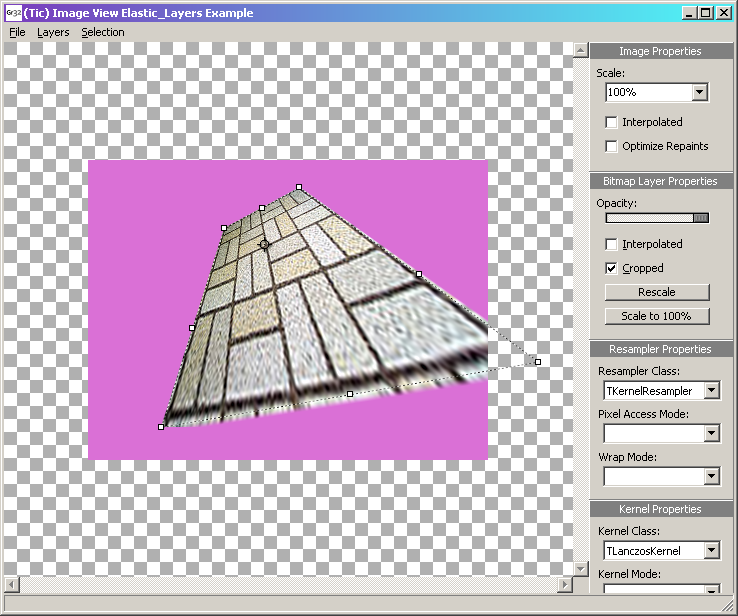 Gr32 (Tic) Image View Elastic_Layers Example
File Layers Selection
Image Properties
Scale:
100%
Interpolated
Optimize Repaints
Bitmap Layer Properties
Opacity:
Interpolated
Cropped
Rescale
Scale to 100%
Resampler Properties
Resampler Class:
TKernelResampler
Pixel Access Mode:
Wrap Mode:
Kernel Properties
Kernel Class:
TLanczosKernel
Kernel Mode: